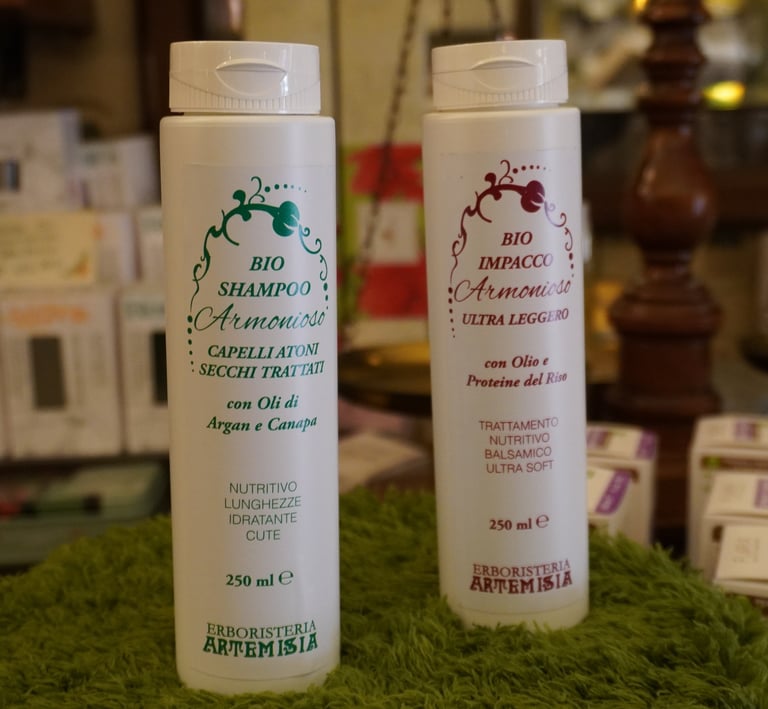 BIO
SHAMPOO
Armonioso
CAPELLI ATONI
SECCHI TRATTATI
con Oli di
Argan e Canapa
NUTRITIVO
LUNGHEZZE
IDRATANTE
CUTE
250 ml ℮
ERBORISTERIA
ARTEMISIA
BIO
IMPACCO
Armonioso
ULTRA LEGGERO
con Olio e
Proteine del Riso
TRATTAMENTO
NUTRITIVO
BALSAMICO
ULTRA SOFT
250 ml ℮
ERBORISTERIA
ARTEMISIA